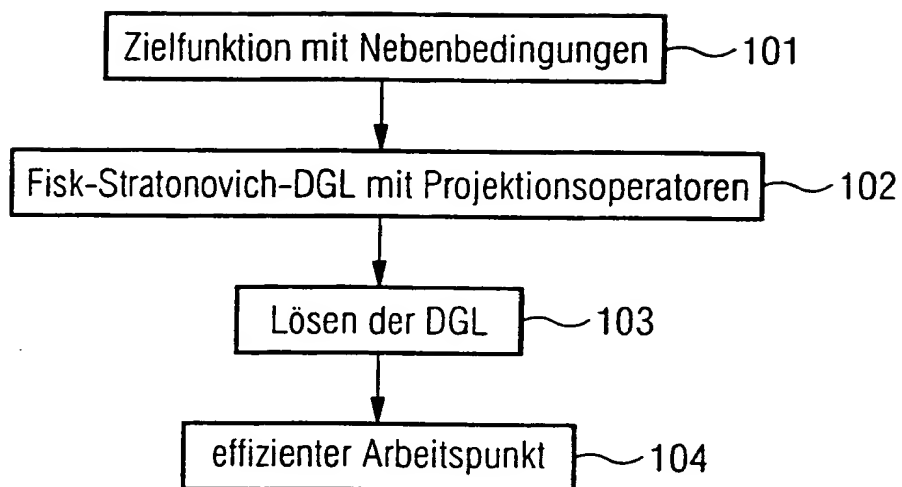 Zielfunktion mit Nebenbedingungen 101
Fisk-Stratonovich-DGL mit Projektionsoperatoren 102
Lösen der DGL 103
effizienter Arbeitspunkt 104